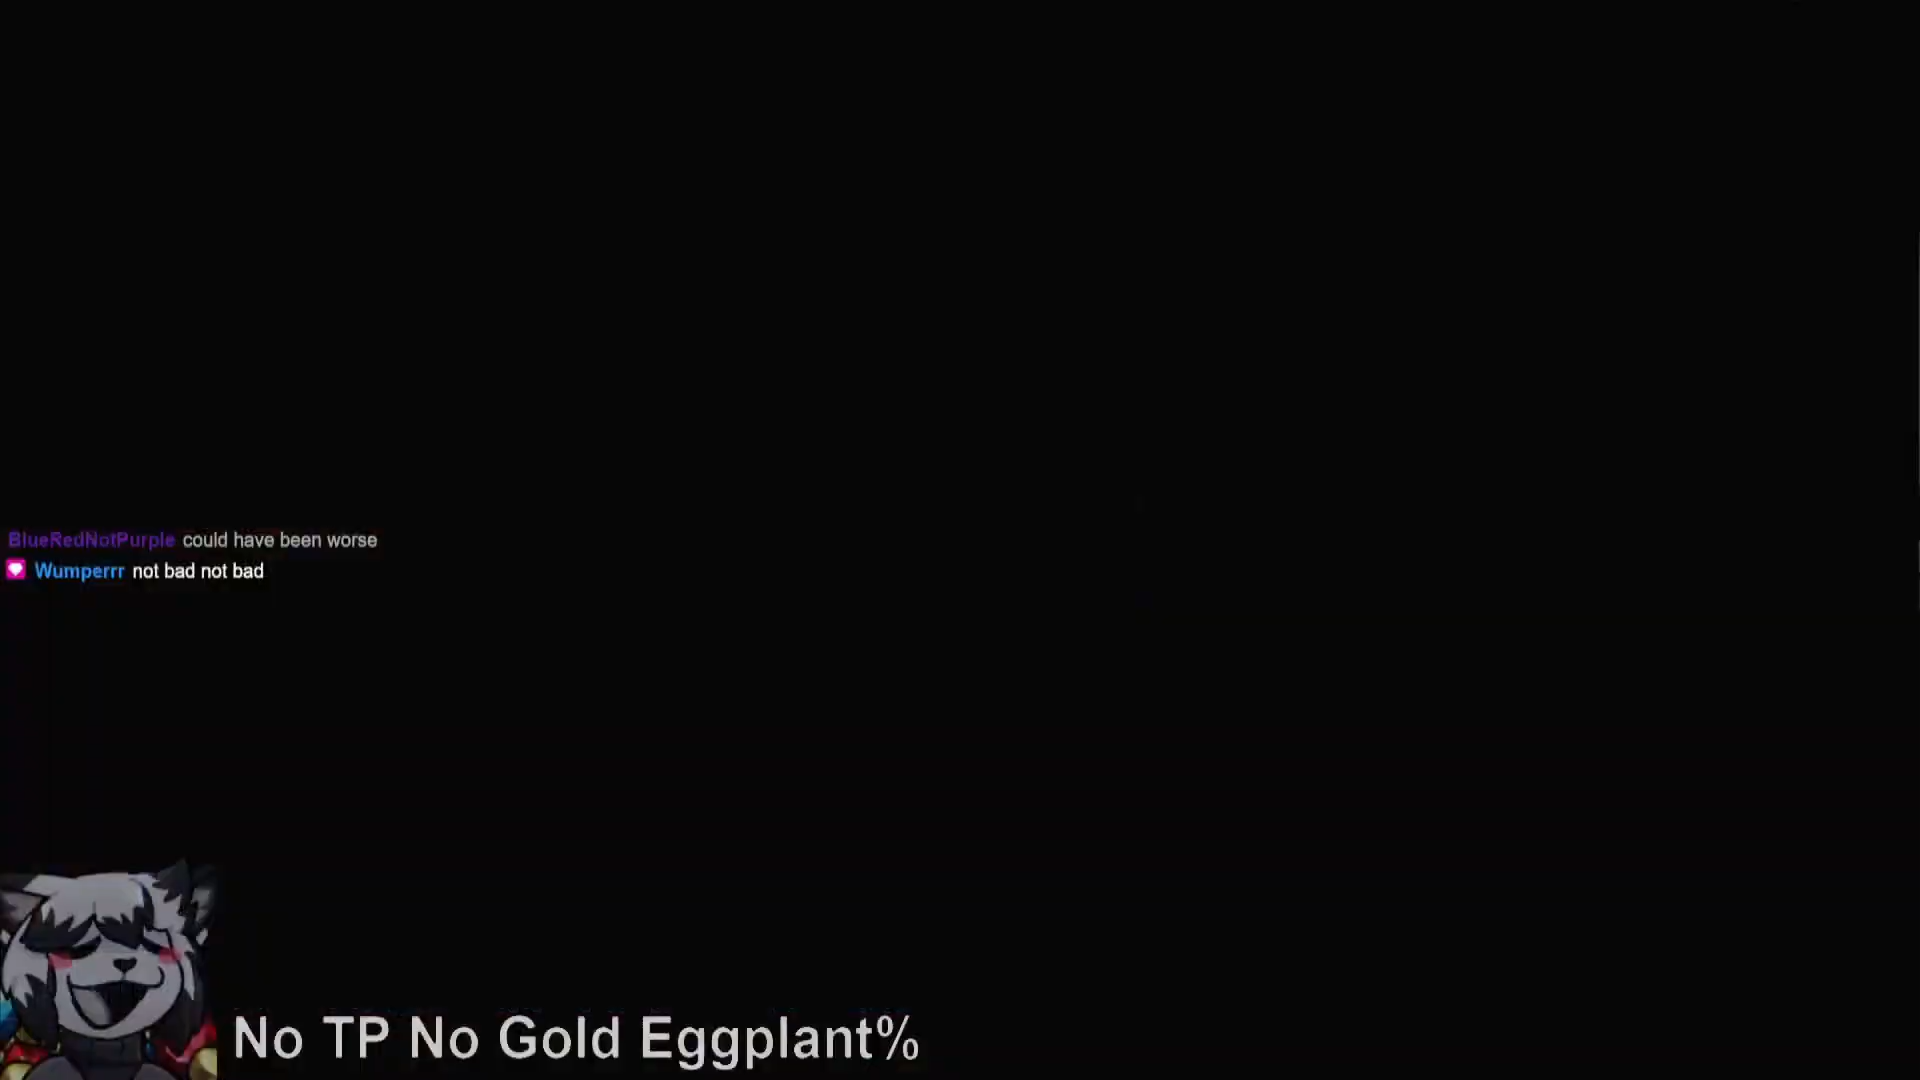 BlueRedNotPurple could have been worse
Wumperrr not bad not bad
No TP No Gold Eggplant%